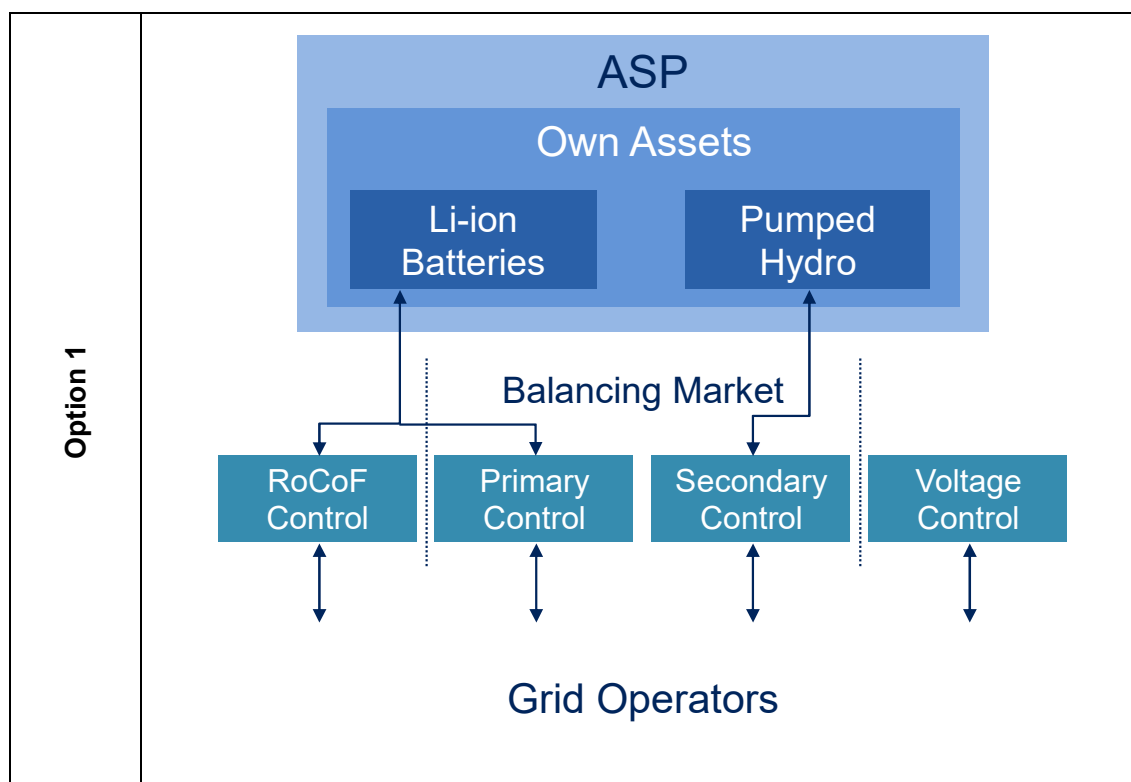 Option 1
ASP
Own Assets
Li-ion
Batteries
Pumped
Hydro
Balancing Market
RoCoF
Control
Primary
Control
Secondary
Control
Voltage
Control
Grid Operators